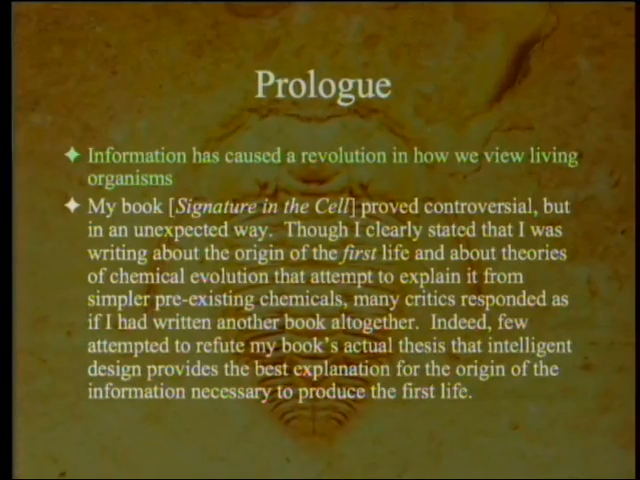 Prologue
Information has caused a revolution in how we view living
organisms
My book [Signature in the Cell] proved controversial, but
in an unexpected way. Though I clearly stated that I was
writing about the origin of the first life and about theories
of chemical evolution that attempt to explain it from
simpler pre-existing chemicals, many critics responded as
if I had written another book altogether. Indeed, few
attempted to refute my book's actual thesis that intelligent
design provides the best explanation for the origin of the
information necessary to produce the first life.